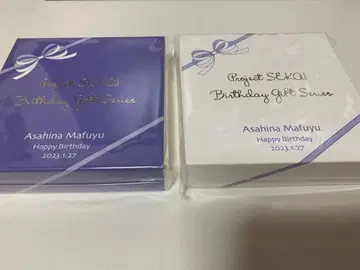 Project SEKAI
Birthday Gift Series
Asahina Mafuyu
Happy Birthday
2023.1.27
Project SEKAI
Birthday Gift Series
Asahina Mafuyu
Happy Birthday
2023.1.27